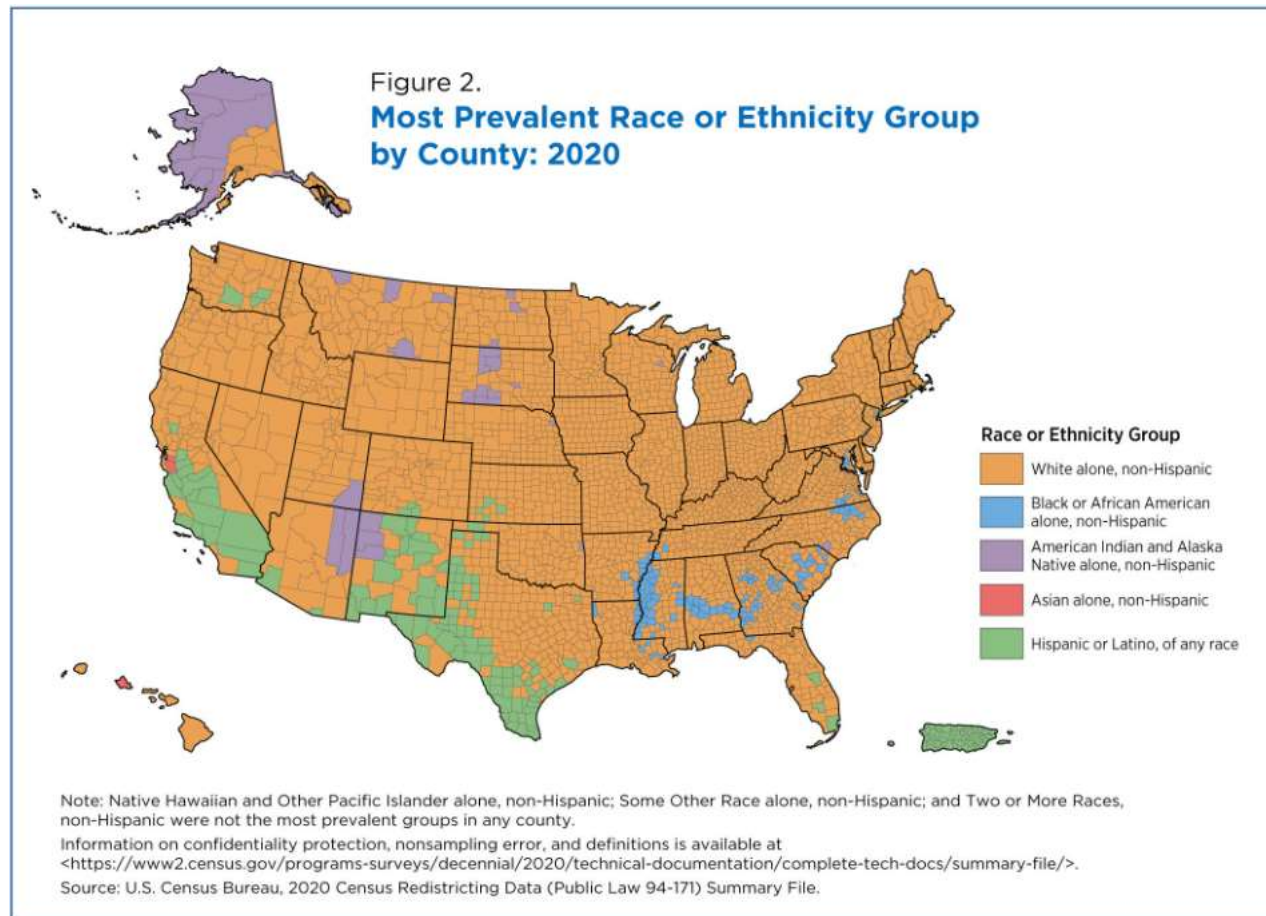 Figure 2.
Most Prevalent Race or Ethnicity Group
by County: 2020
Race or Ethnicity Group
White alone, non-Hispanic
Black or African American
alone, non-Hispanic
American Indian and Alaska
Native alone, non-Hispanic
Asian alone, non-Hispanic
Hispanic or Latino, of any race
Note: Native Hawaiian and Other Pacific Islander alone, non-Hispanic; Some Other Race alone, non-Hispanic; and Two or More Races,
non-Hispanic were not the most prevalent groups in any county.
Information on confidentiality protection, nonsampling error, and definitions is available at
<https://www2.census.gov/programs-surveys/decennial/2020/technical-documentation/complete-tech-docs/summary-file/>.
Source: U.S. Census Bureau, 2020 Census Redistricting Data (Public Law 94-171) Summary File.